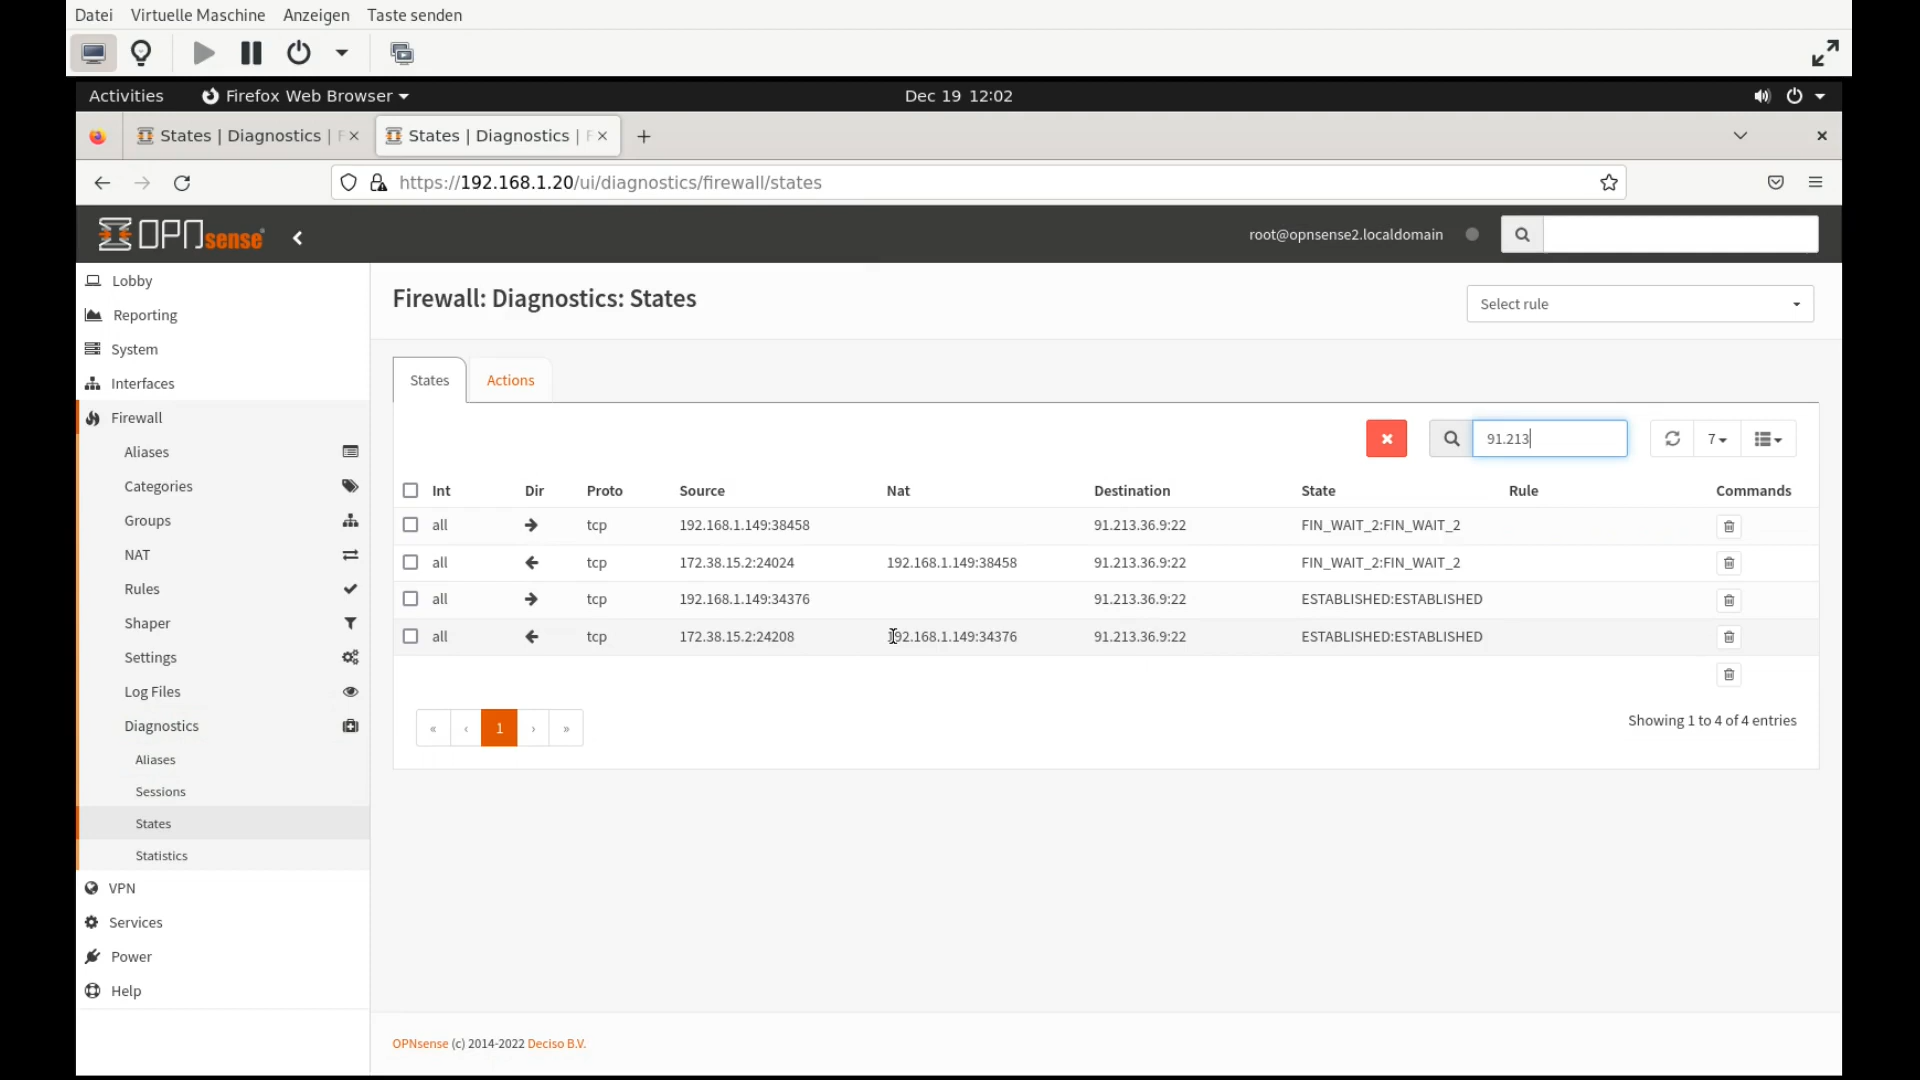 Datei Virtuelle Maschine Anzeigen Taste senden
Activities Firefox Web Browser Dec 19 12:02
States | Diagnostics | F States | Diagnostics | F
https://192.168.1.20/ui/diagnostics/firewall/states
OPNsense root@opnsense2.localdomain
Lobby
Reporting
System
Interfaces
Firewall
Aliases
Categories
Groups
NAT
Rules
Shaper
Settings
Log Files
Diagnostics
Aliases
Sessions
States
Statistics
VPN
Services
Power
Help
Firewall: Diagnostics: States
Select rule
States Actions
91.213 7
Int Dir Proto Source Nat Destination State Rule Commands
all → tcp 192.168.1.149:38458 91.213.36.9:22 FIN_WAIT_2:FIN_WAIT_2
all ← tcp 172.38.15.2:24024 192.168.1.149:38458 91.213.36.9:22 FIN_WAIT_2:FIN_WAIT_2
all → tcp 192.168.1.149:34376 91.213.36.9:22 ESTABLISHED:ESTABLISHED
all ← tcp 172.38.15.2:24208 192.168.1.149:34376 91.213.36.9:22 ESTABLISHED:ESTABLISHED
« ‹ 1 › »
Showing 1 to 4 of 4 entries
OPNsense (c) 2014-2022 Deciso B.V.